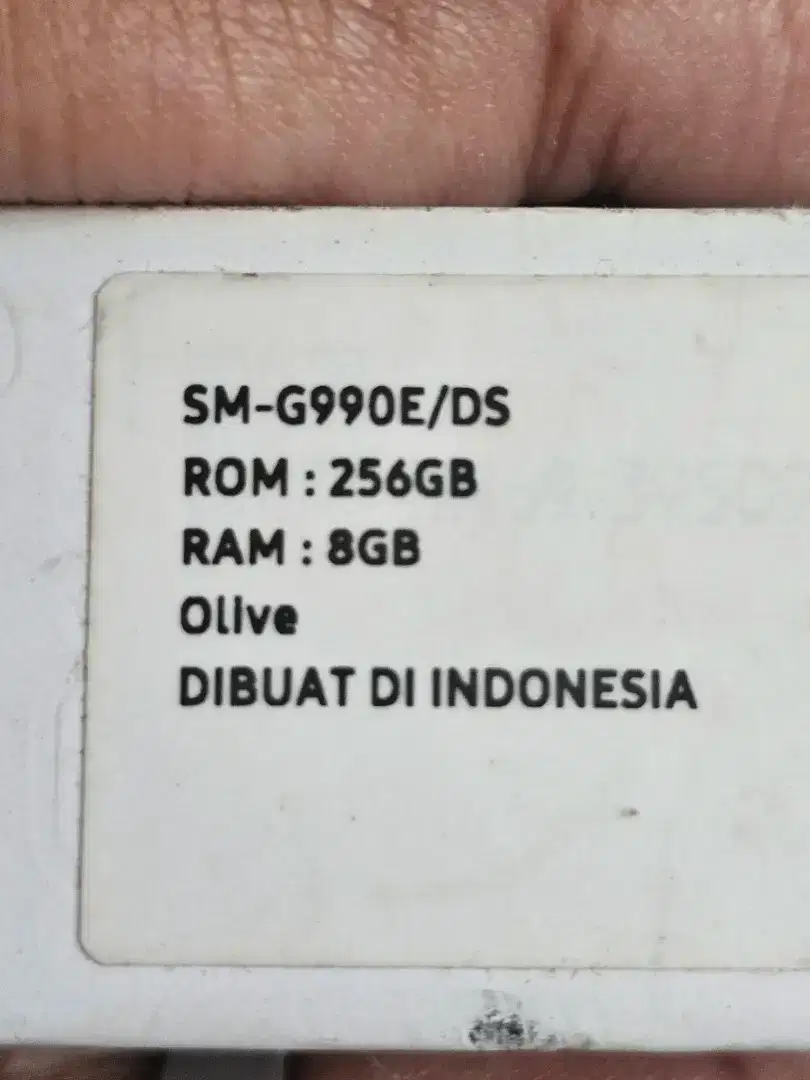 SM-G990E/DS
ROM : 256GB
RAM : 8GB
Olive
DIBUAT DI INDONESIA